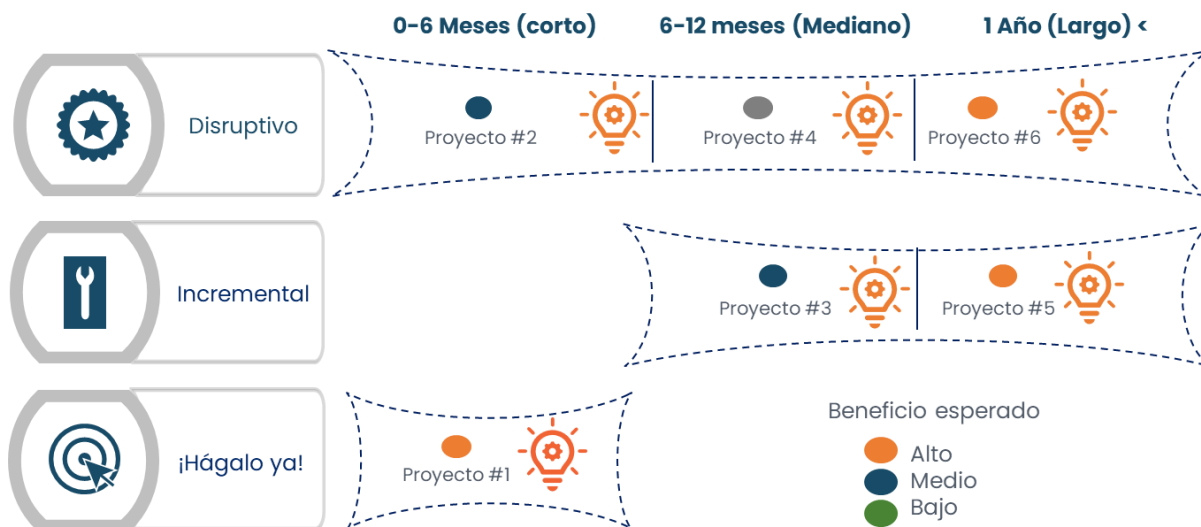 0-6 Meses (corto)
6-12 meses (Mediano)
1 Año (Largo) <
Disruptivo
Proyecto #2
Proyecto #4
Proyecto #6
Incremental
Proyecto #3
Proyecto #5
¡Hágalo ya!
Proyecto #1
Beneficio esperado
Alto
Medio
Bajo